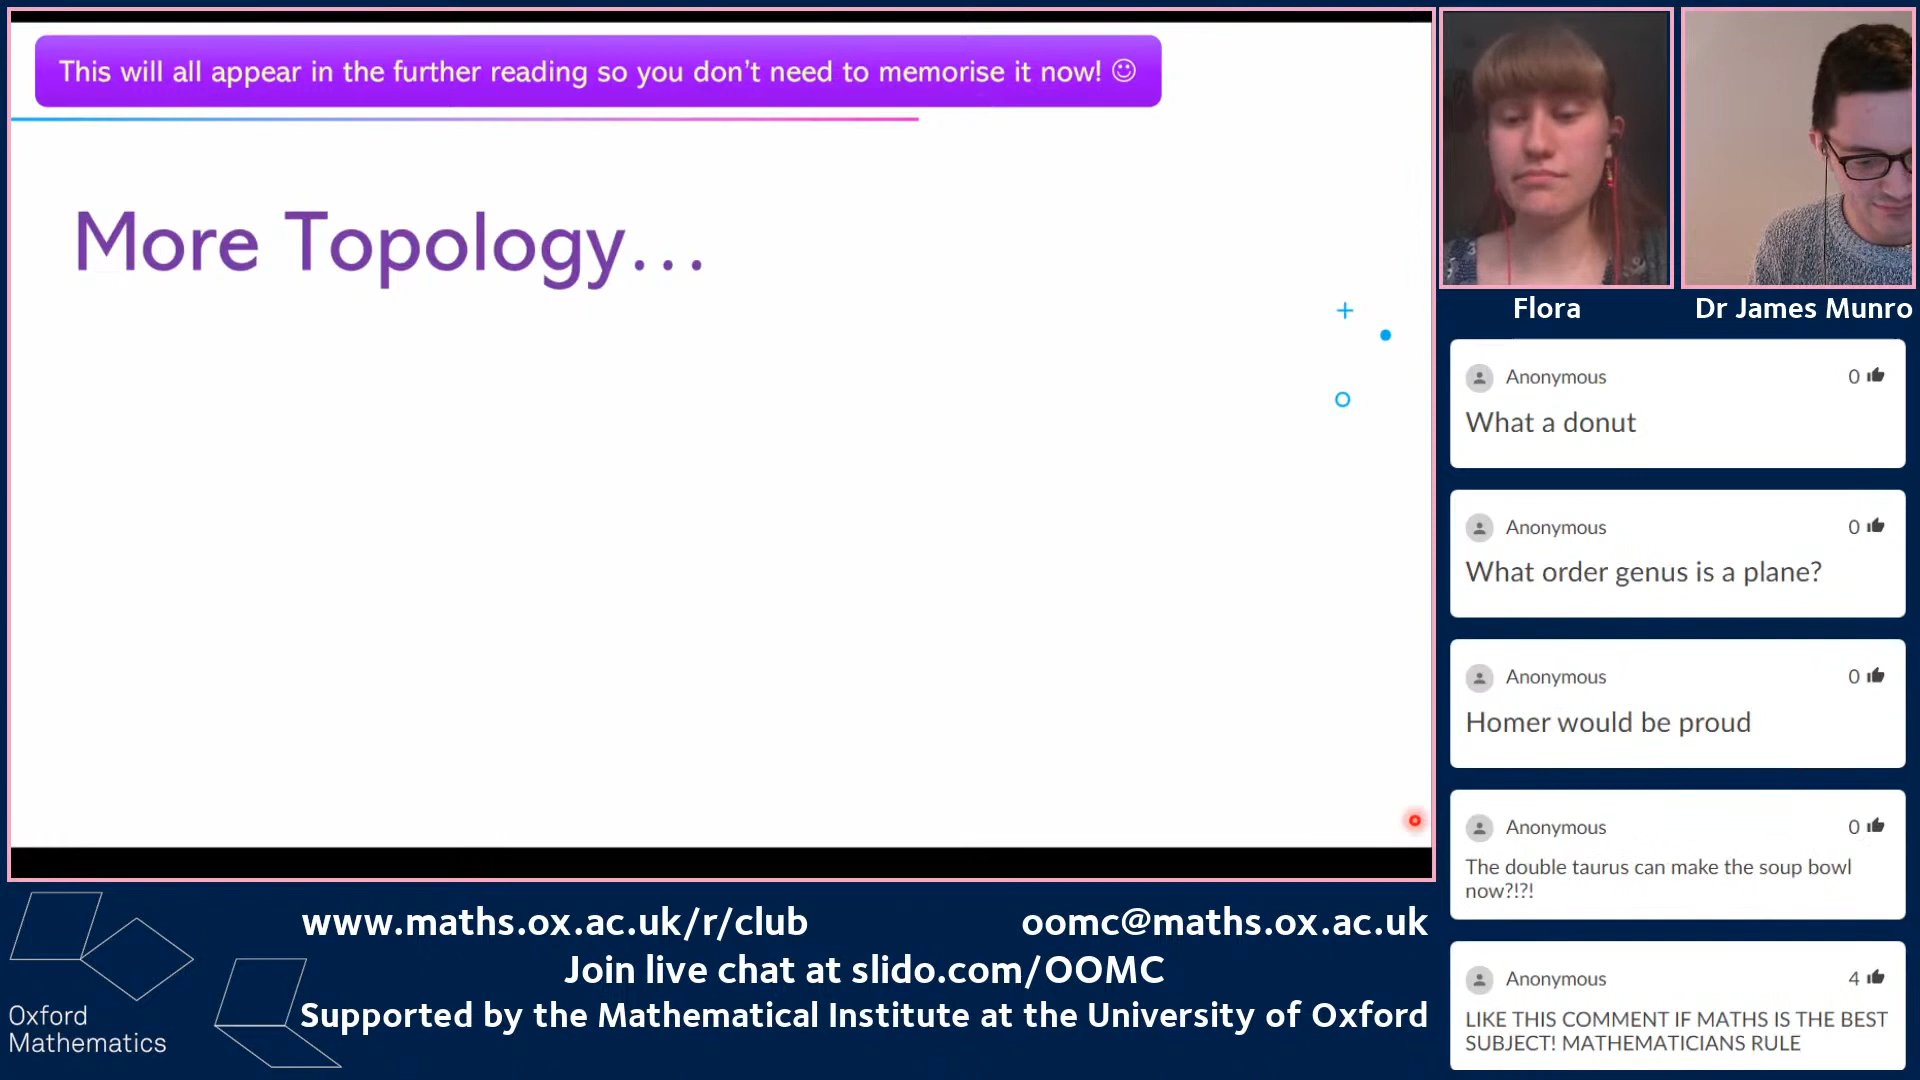 This will all appear in the further reading so you don't need to memorise it now! ☺
More Topology...
Flora
Dr James Munro
Anonymous
0
What a donut
Anonymous
0
What order genus is a plane?
Anonymous
0
Homer would be proud
Anonymous
0
The double taurus can make the soup bowl
now?!?!
Anonymous
4
LIKE THIS COMMENT IF MATHS IS THE BEST
SUBJECT! MATHEMATICIANS RULE
www.maths.ox.ac.uk/r/club
oomc@maths.ox.ac.uk
Join live chat at slido.com/OOMC
Supported by the Mathematical Institute at the University of Oxford
Oxford
Mathematics